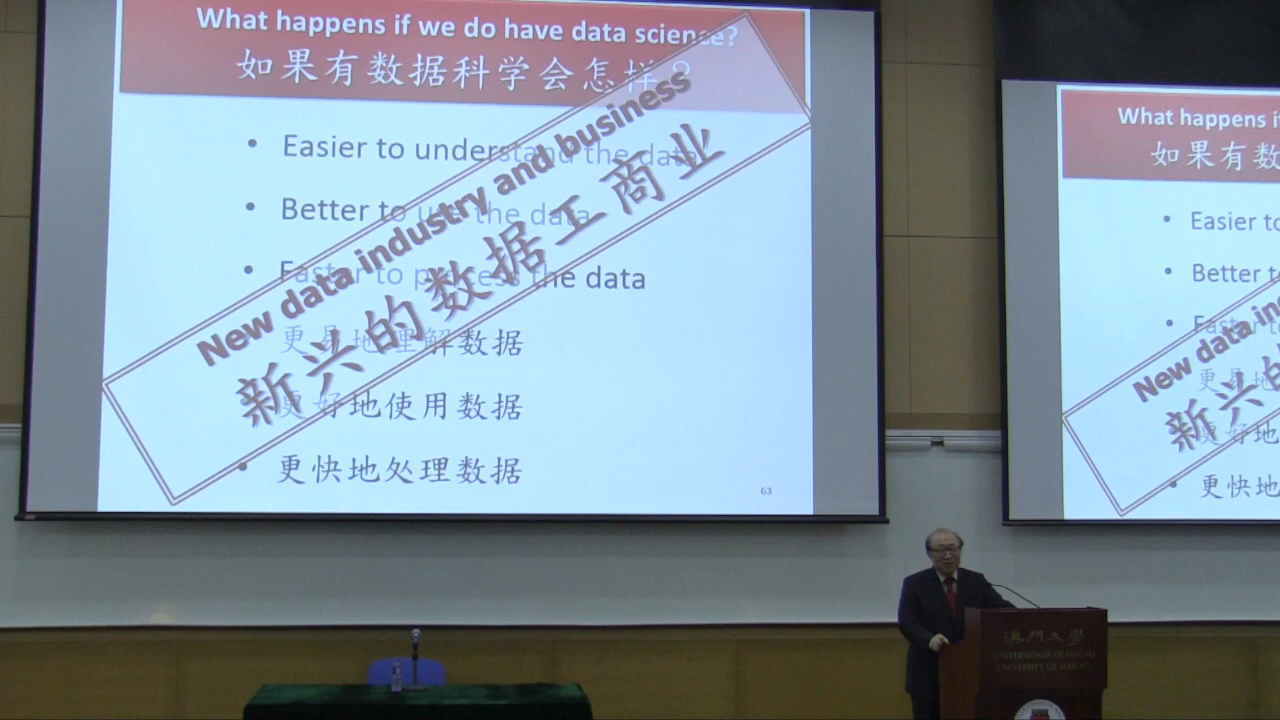 What happens if we do have data science?
如果有数据科学会怎样?
• Easier to understand the data
• Better to use the data
• Faster to process the data
更易地理解数据
更好地使用数据
• 更快地处理数据
New data industry and business
新兴的数据工商业
63
What happens if
如果有数
• Easier to
• Better t
• Faster t
更易地
更好地
• 更快地
New data in
新兴的
澳門大學
UNIVERSIDADE DE MACAU
UNIVERSITY OF MACAU